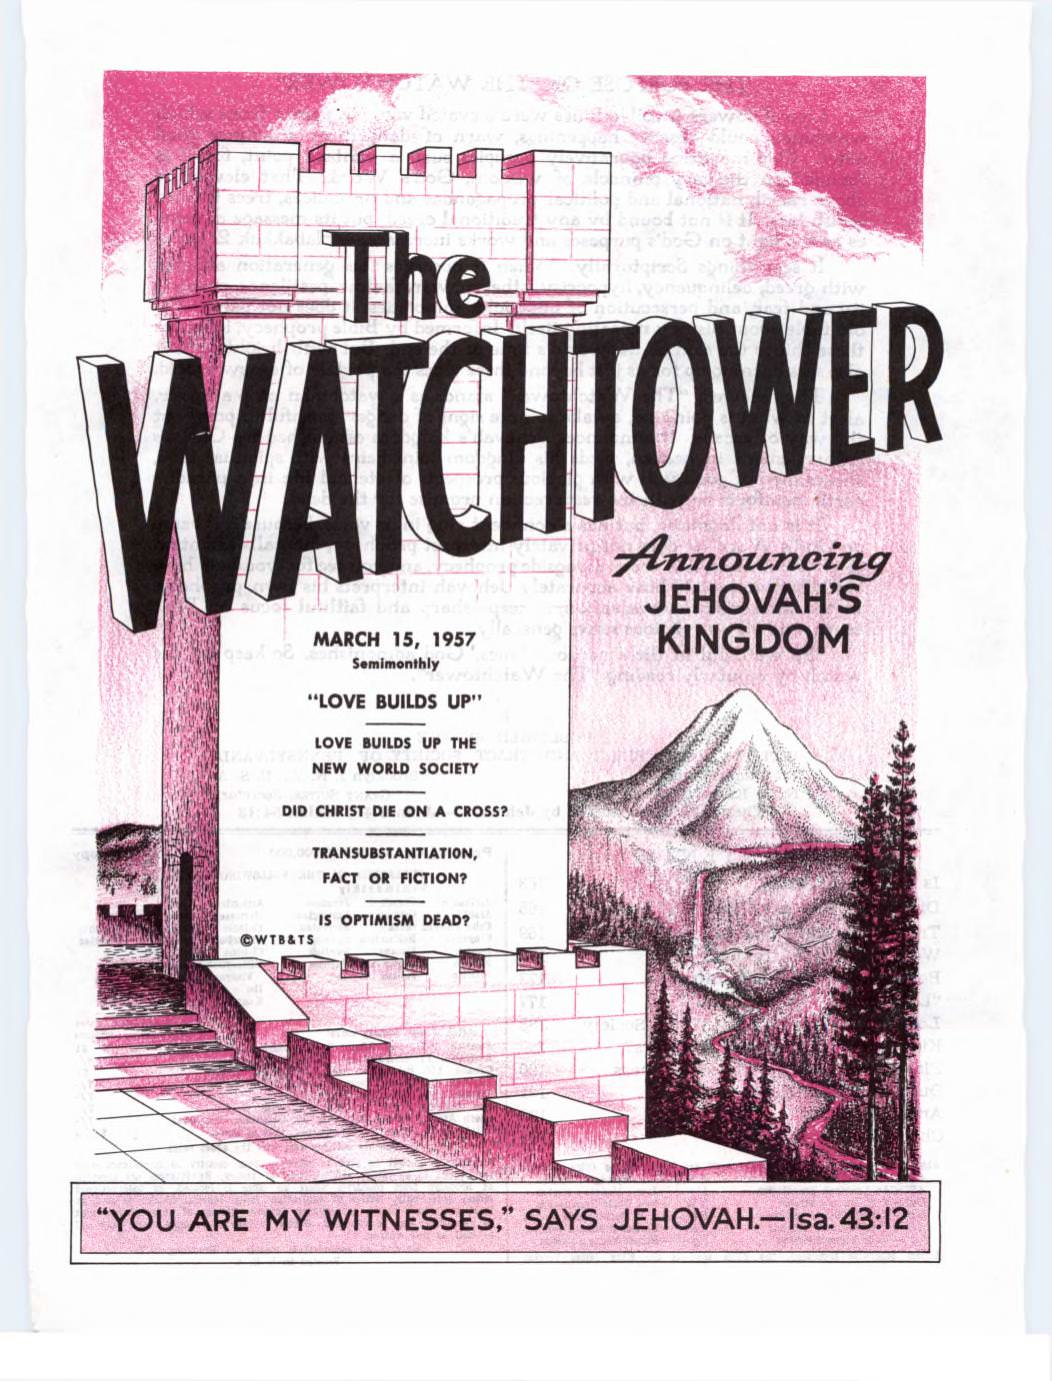 The
WATCHTOWER
Announcing
JEHOVAH'S
KINGDOM
MARCH 15, 1957
Semimonthly
"LOVE BUILDS UP"
LOVE BUILDS UP THE
NEW WORLD SOCIETY
DID CHRIST DIE ON A CROSS?
TRANSUBSTANTIATION,
FACT OR FICTION?
IS OPTIMISM DEAD?
©WTB&TS
"YOU ARE MY WITNESSES," SAYS JEHOVAH.—Isa. 43:12